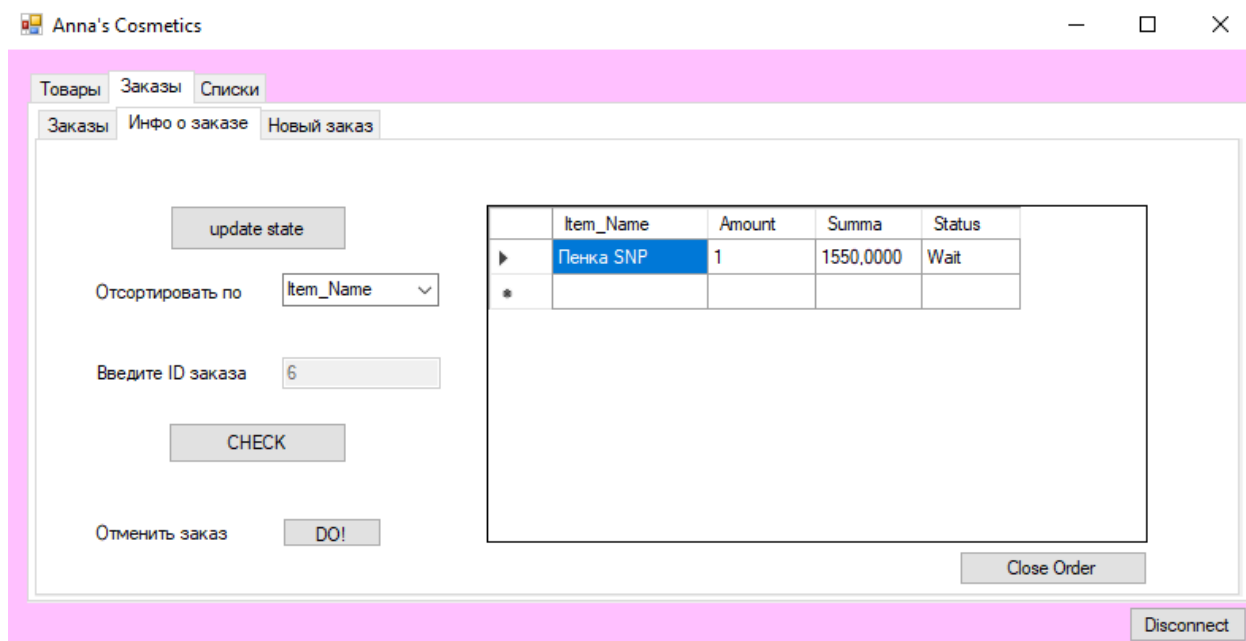 Anna's Cosmetics
Товары Заказы Списки
Заказы Инфо о заказе Новый заказ
update state
Отсортировать по Item_Name
Введите ID заказа 6
CHECK
Отменить заказ DO!
Item_Name Amount Summa Status
Пенка SNP 1 1550,0000 Wait
Close Order
Disconnect